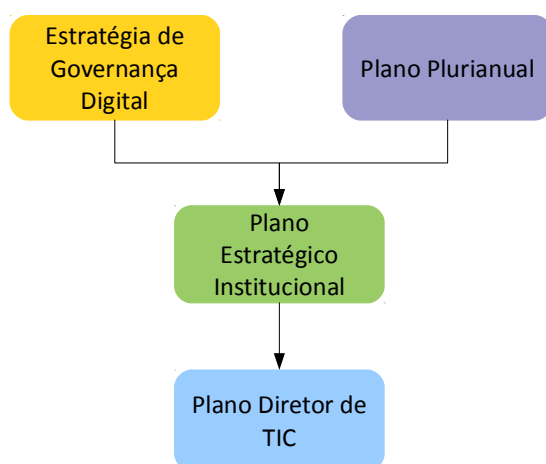 Estratégia de
Governança
Digital
Plano Plurianual
Plano
Estratégico
Institucional
Plano Diretor de
TIC